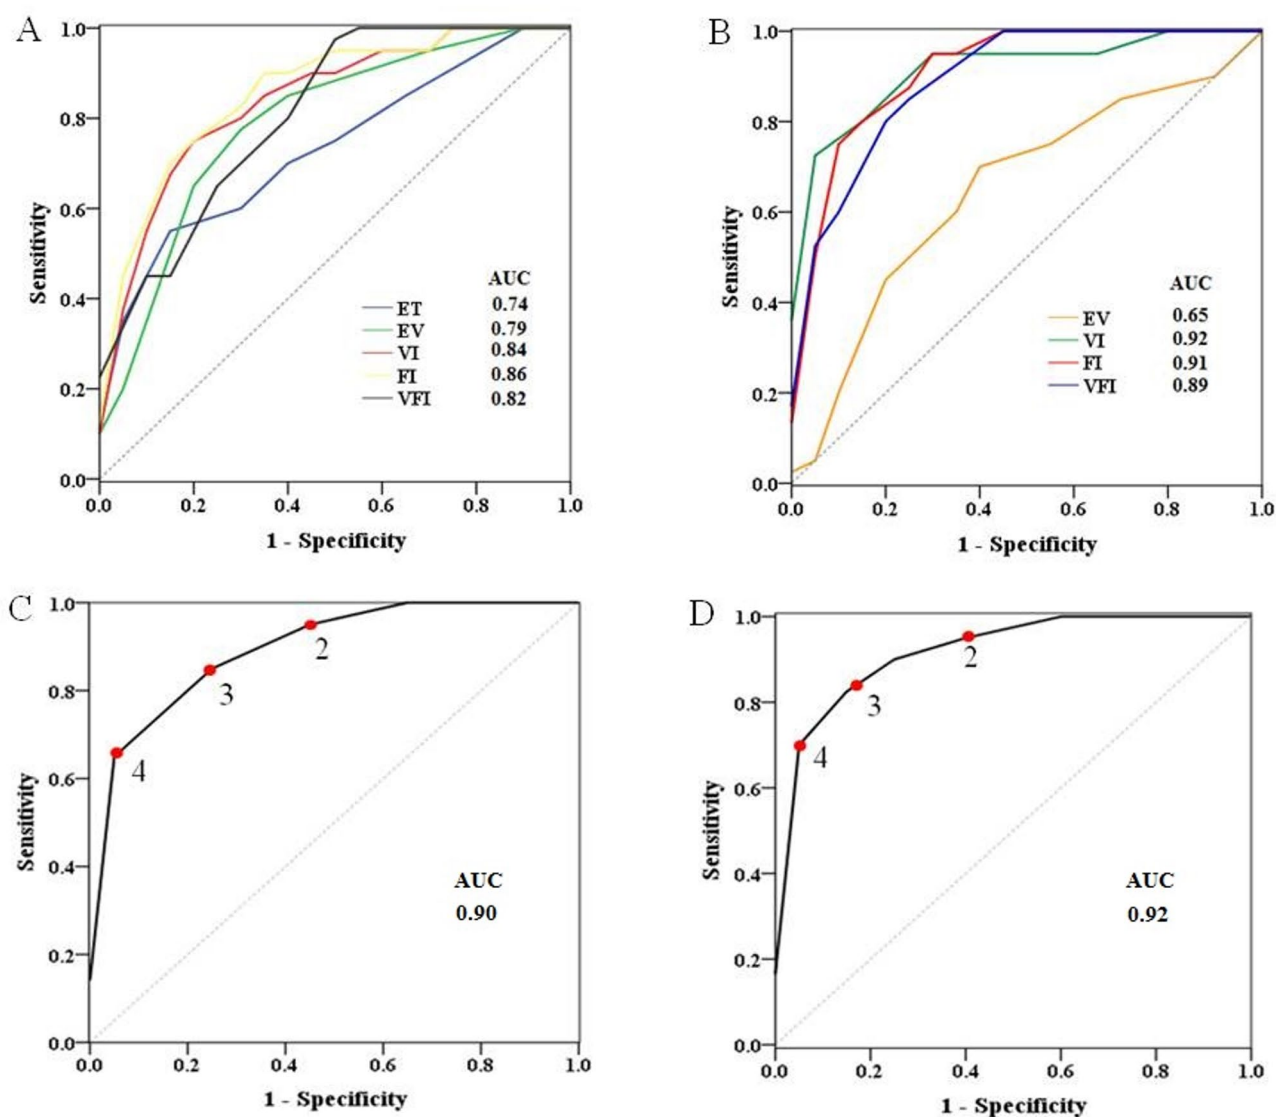 A
1.0
0.8
0.6
0.4
0.2
0.0
Sensitivity
AUC
ET 0.74
EV 0.79
VI 0.84
FI 0.86
VFI 0.82
0.0 0.2 0.4 0.6 0.8 1.0
1 - Specificity
B
1.0
0.8
0.6
0.4
0.2
0.0
Sensitivity
AUC
EV 0.65
VI 0.92
FI 0.91
VFI 0.89
0.0 0.2 0.4 0.6 0.8 1.0
1 - Specificity
C
1.0
0.8
0.6
0.4
0.2
0.0
Sensitivity
2
3
4
AUC
0.90
0.0 0.2 0.4 0.6 0.8 1.0
1 - Specificity
D
1.0
0.8
0.6
0.4
0.2
0.0
Sensitivity
2
3
4
AUC
0.92
0.0 0.2 0.4 0.6 0.8 1.0
1 - Specificity